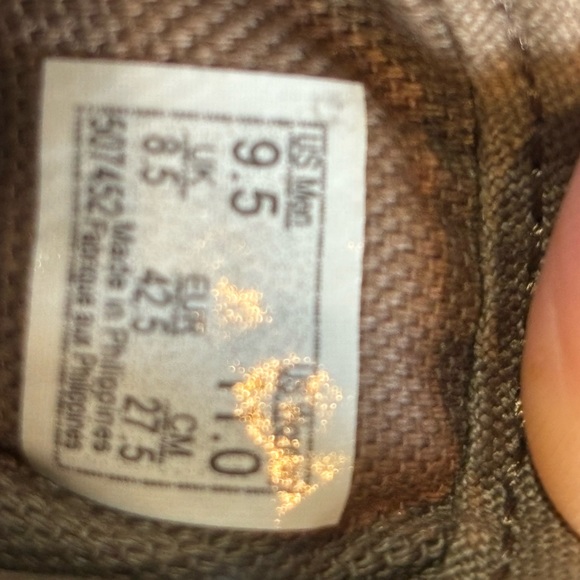 US Men US
9.5 11.0
UK EUR CM
8.5 42.5 27.5
Made in Philippines
507452 Fabriqué aux Philippines